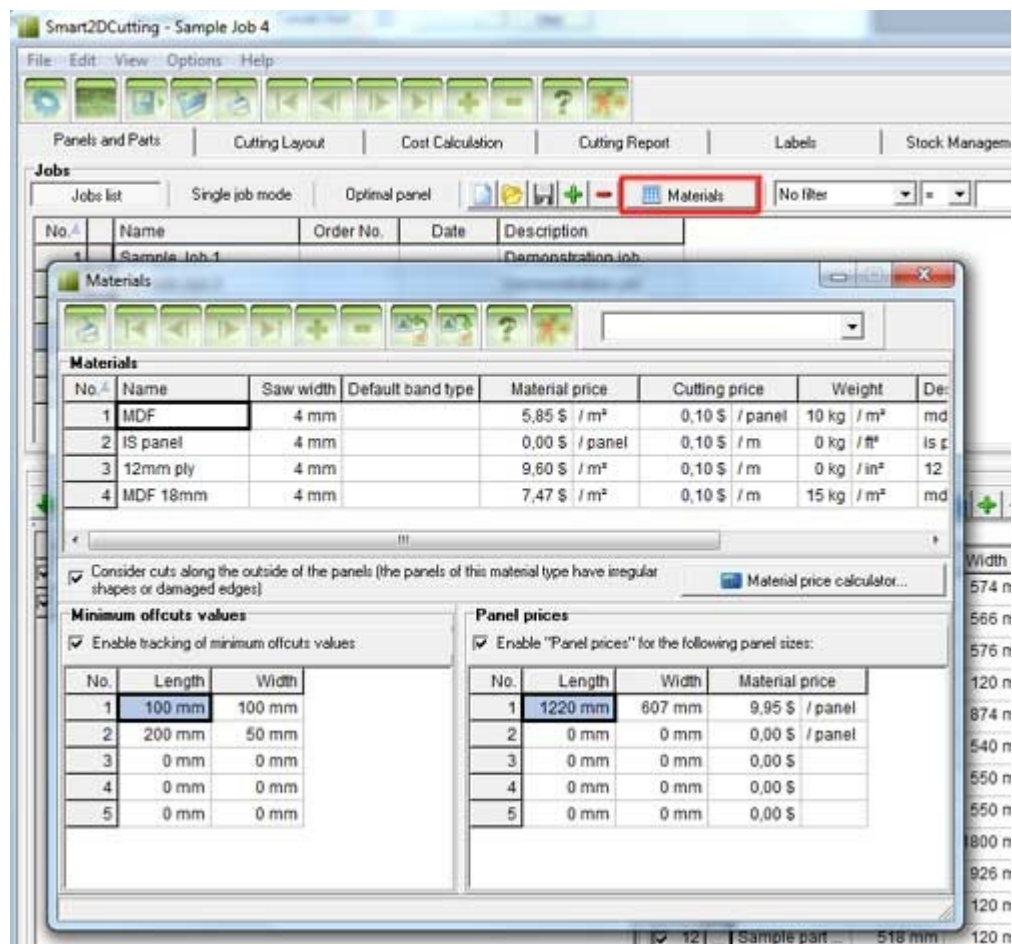 Smart2DCutting - Sample Job 4
File Edit View Options Help
Panels and Parts Cutting Layout Cost Calculation Cutting Report Labels Stock Managem
Jobs
Jobs list Single job mode Optimal panel Materials No filter =
No. Name Order No. Date Description
1 Sample Job 1 Demonstration job
Materials
Materials
No. Name Saw width Default band type Material price Cutting price Weight De
1 MDF 4 mm 5,85 $ / m² 0,10 $ / panel 10 kg / m² md
2 IS panel 4 mm 0,00 $ / panel 0,10 $ / m 0 kg / ft² is p
3 12mm ply 4 mm 9,60 $ / m² 0,10 $ / m 0 kg / in² 12
4 MDF 18mm 4 mm 7,47 $ / m² 0,10 $ / m 15 kg / m² md
Consider cuts along the outside of the panels (the panels of this material type have irregular
shapes or damaged edges)
Material price calculator...
Minimum offcuts values
Enable tracking of minimum offcuts values
No. Length Width
1 100 mm 100 mm
2 200 mm 50 mm
3 0 mm 0 mm
4 0 mm 0 mm
5 0 mm 0 mm
Panel prices
Enable "Panel prices" for the following panel sizes:
No. Length Width Material price
1 1220 mm 607 mm 9,95 $ / panel
2 0 mm 0 mm 0,00 $ / panel
3 0 mm 0 mm 0,00 $
4 0 mm 0 mm 0,00 $
5 0 mm 0 mm 0,00 $
Width
574 m
566 m
576 m
120 m
874 m
540 m
550 m
550 m
800 m
926 m
120 m
12 ... Sample part ... 518 mm 120 m